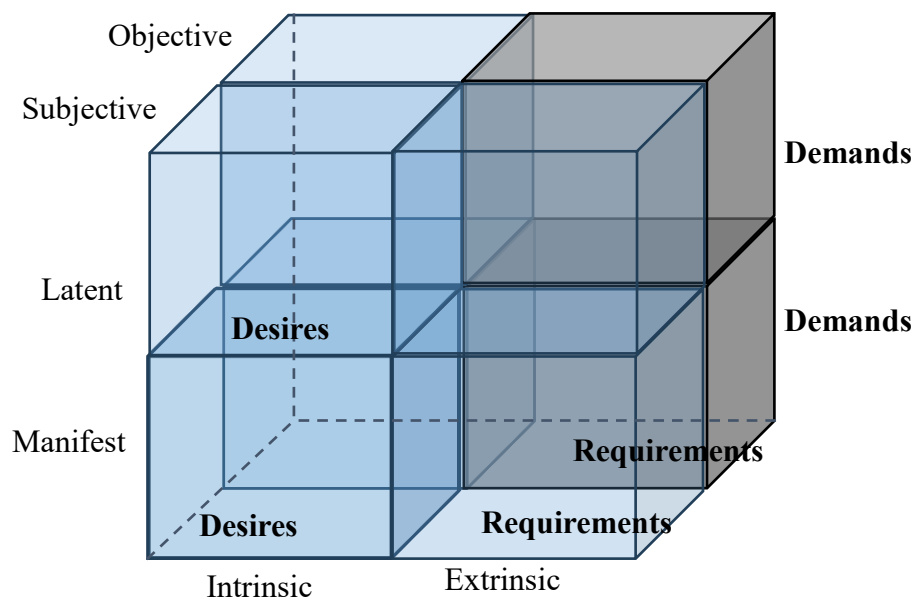 Objective
Subjective
Demands
Latent
Demands
Desires
Manifest
Requirements
Desires
Requirements
Intrinsic
Extrinsic